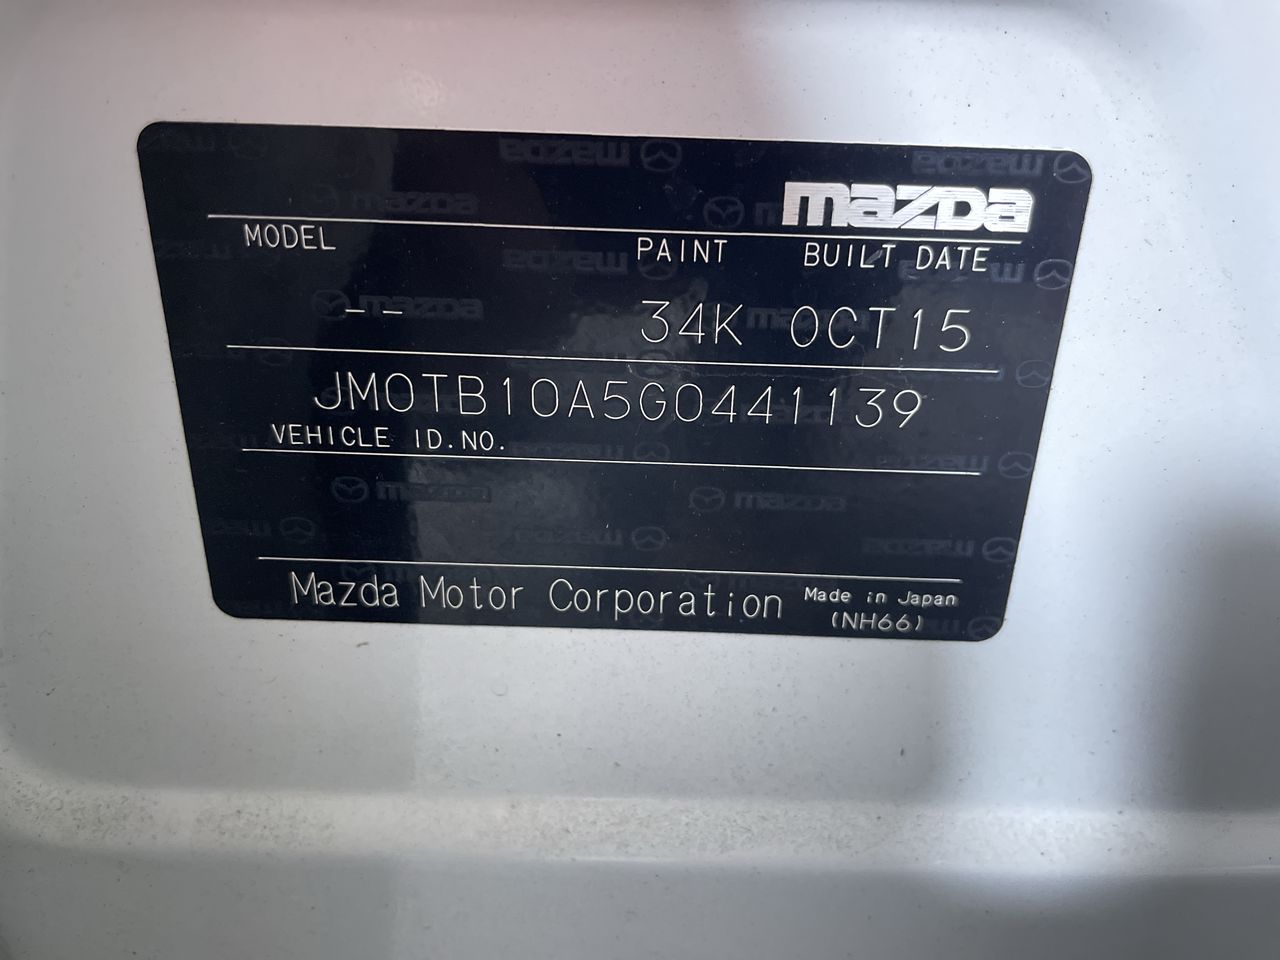 mazda
MODEL PAINT BUILT DATE
-- 34K OCT15
JM0TB10A5G0441139
VEHICLE ID.NO.
Mazda Motor Corporation Made in Japan
(NH66)